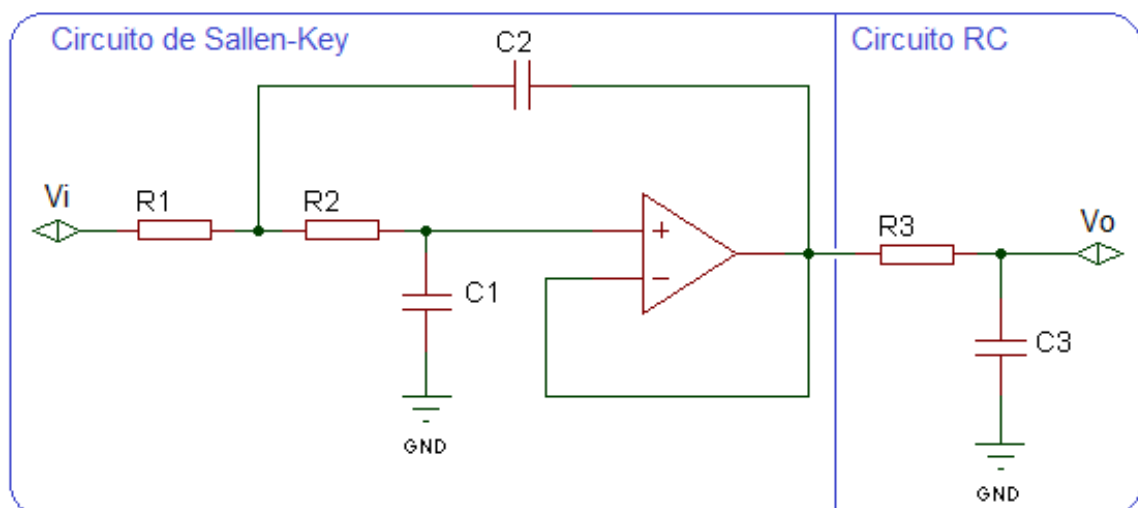 Circuito de Sallen-Key
Circuito RC
C2
Vi
R1
R2
+
−
R3
Vo
C1
C3
GND
GND